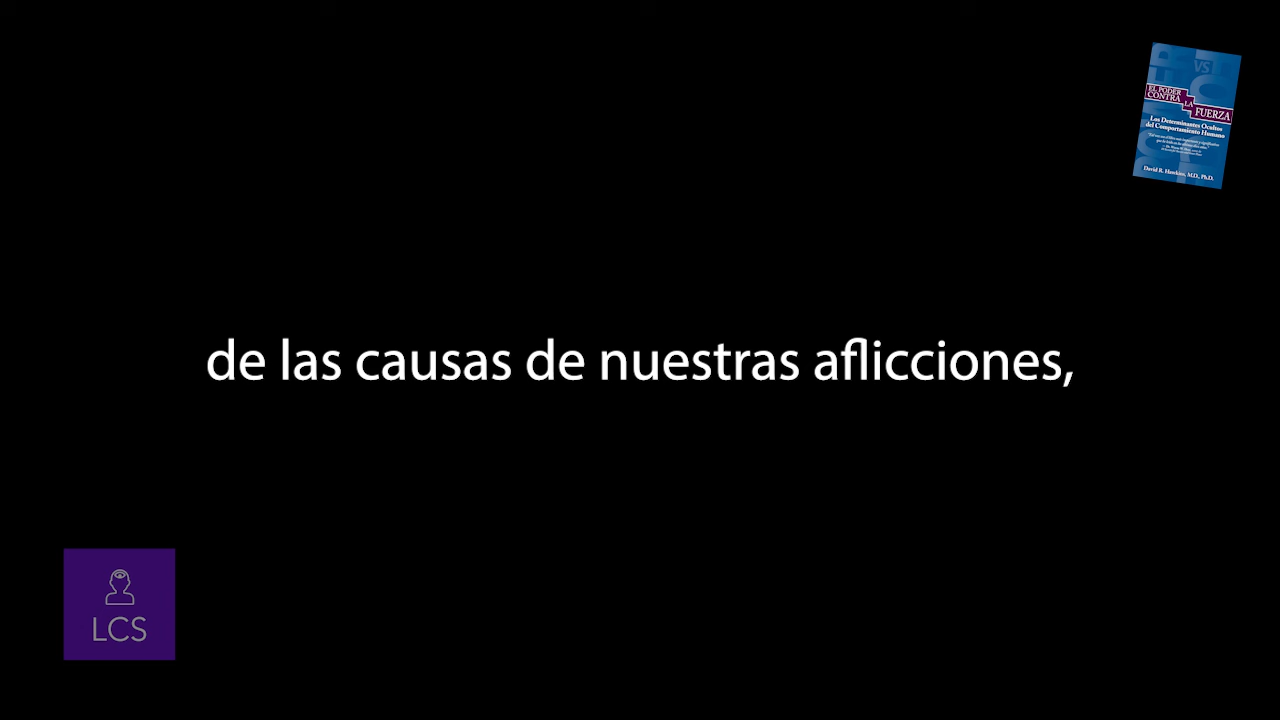 VS
EL PODER
CONTRA
LA
FUERZA
Los Determinantes Ocultos
del Comportamiento Humano
David R. Hawkins, M.D., Ph.D.
de las causas de nuestras aflicciones,
LCS